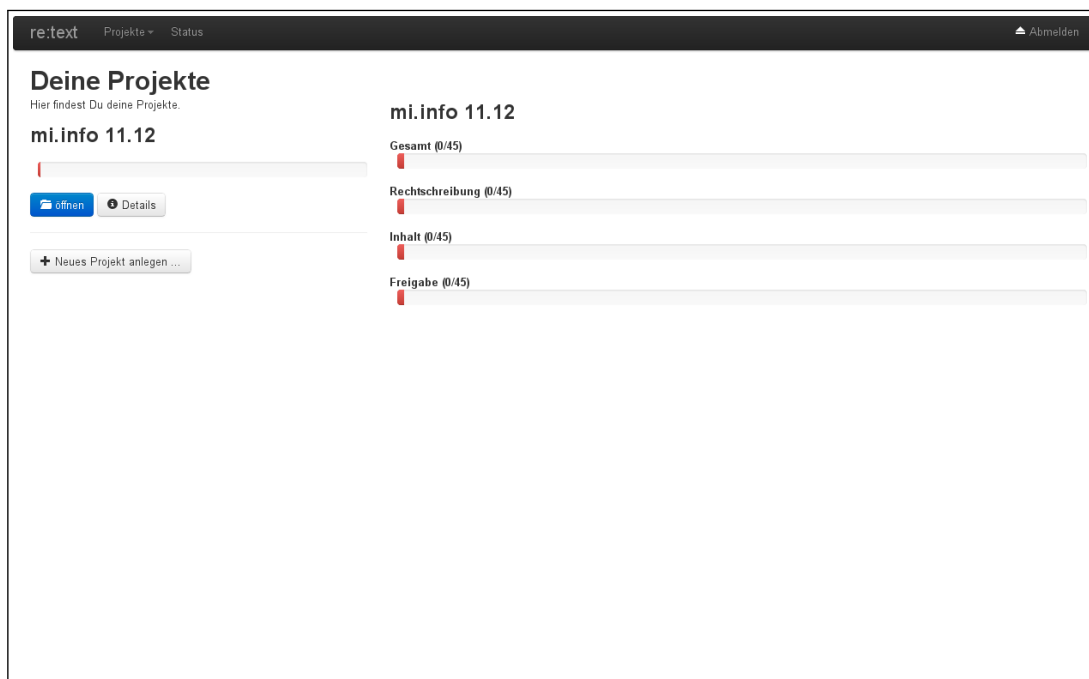 re:text Projekte Status Abmelden
Deine Projekte
Hier findest Du deine Projekte.
mi.info 11.12
öffnen Details
Neues Projekt anlegen ...
mi.info 11.12
Gesamt (0/45)
Rechtschreibung (0/45)
Inhalt (0/45)
Freigabe (0/45)